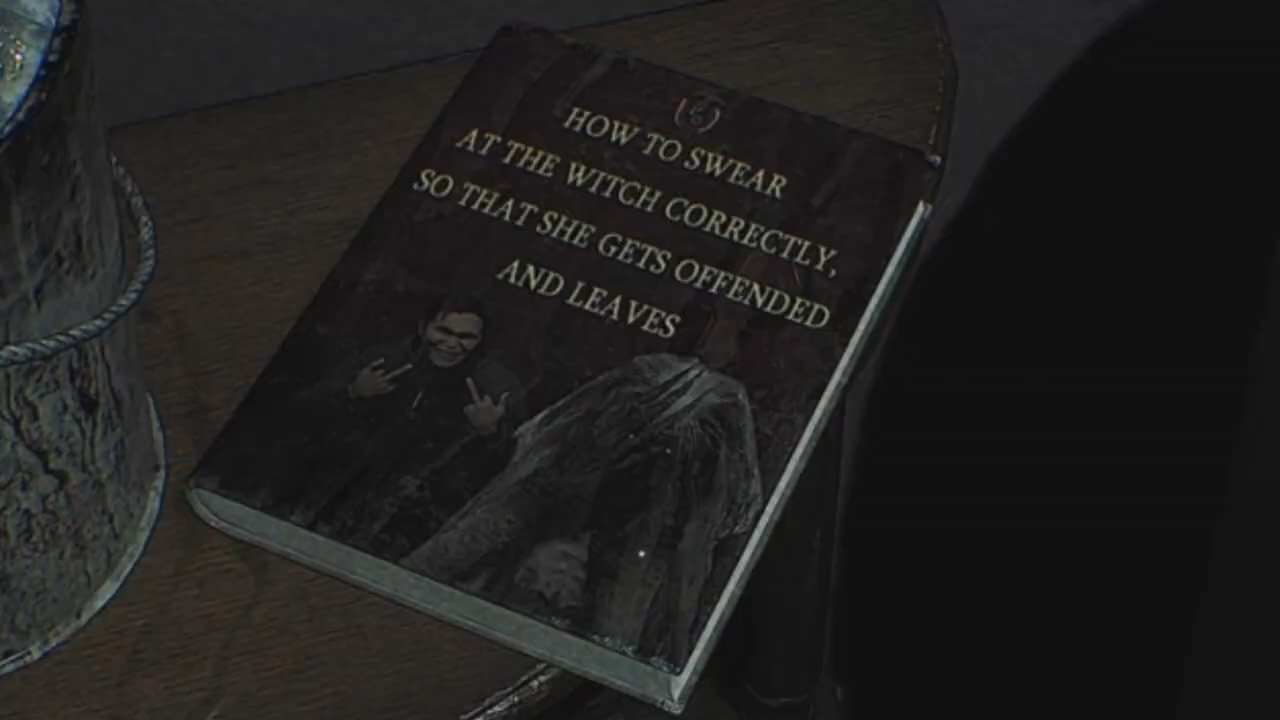 HOW TO SWEAR
AT THE WITCH CORRECTLY,
SO THAT SHE GETS OFFENDED
AND LEAVES